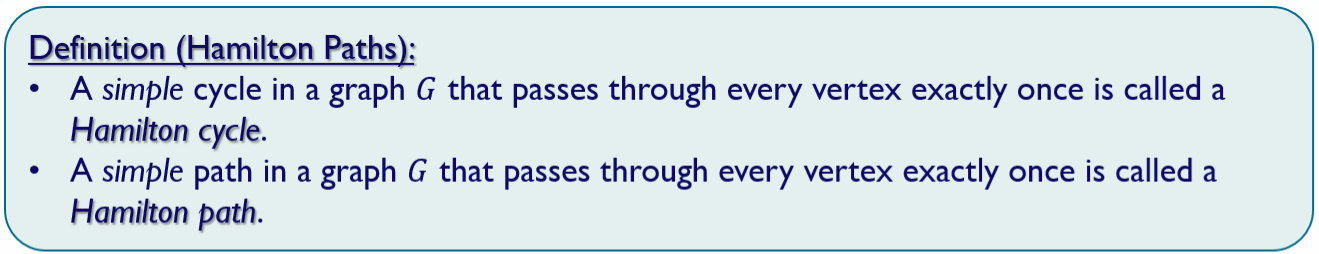 Definition (Hamilton Paths):
• A simple cycle in a graph G that passes through every vertex exactly once is called a
Hamilton cycle.
• A simple path in a graph G that passes through every vertex exactly once is called a
Hamilton path.